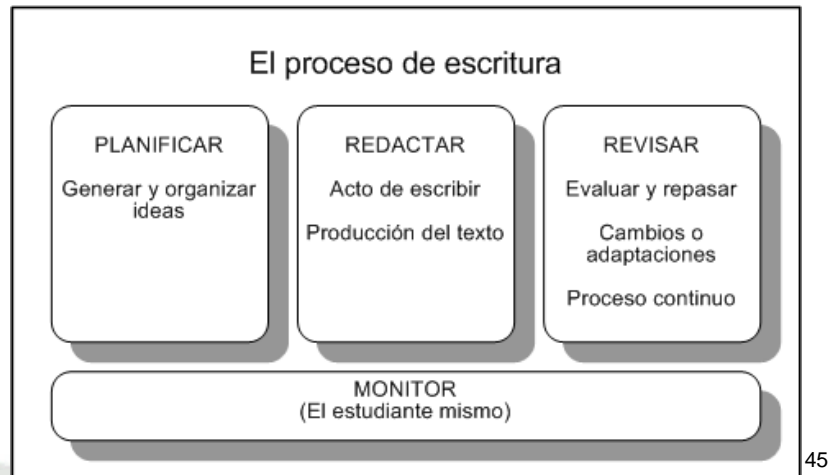 El proceso de escritura
PLANIFICAR
Generar y organizar
ideas
REDACTAR
Acto de escribir
Producción del texto
REVISAR
Evaluar y repasar
Cambios o
adaptaciones
Proceso continuo
MONITOR
(El estudiante mismo)
45